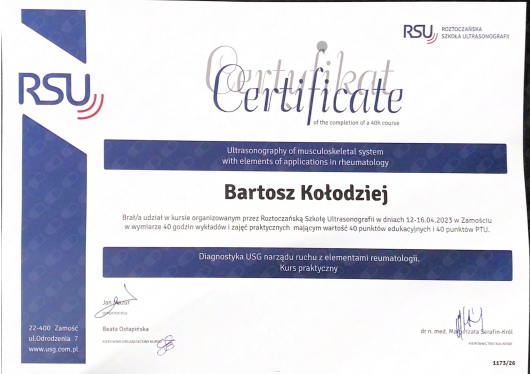 RSU
ROZTOCZAŃSKA
SZKOŁA ULTRASONOGRAFII
RSU
Certyfikat
Certificate
of the completion of a 40h course
Ultrasonography of musculoskeletal system
with elements of applications in rheumatology
Bartosz Kołodziej
Brał/a udział w kursie organizowanym przez Roztoczańską Szkołę Ultrasonografii w dniach 12-16.04.2023 w Zamościu
w wymiarze 40 godzin wykładów i zajęć praktycznych mającym wartość 40 punktów edukacyjnych i 40 punktów PTU.
Diagnostyka USG narządu ruchu z elementami reumatologii.
Kurs praktyczny
Beata Ostapińska
dr n. med. Małgorzata Serafin-Król
KIEROWNICTWO NAUKOWE
22-400 Zamość
ul.Odrodzenia 7
www.usg.com.pl
1173/26